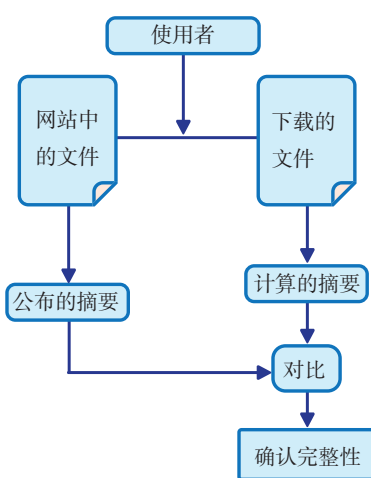 使用者
网站中
的文件
下载的
文件
公布的摘要
计算的摘要
对比
确认完整性